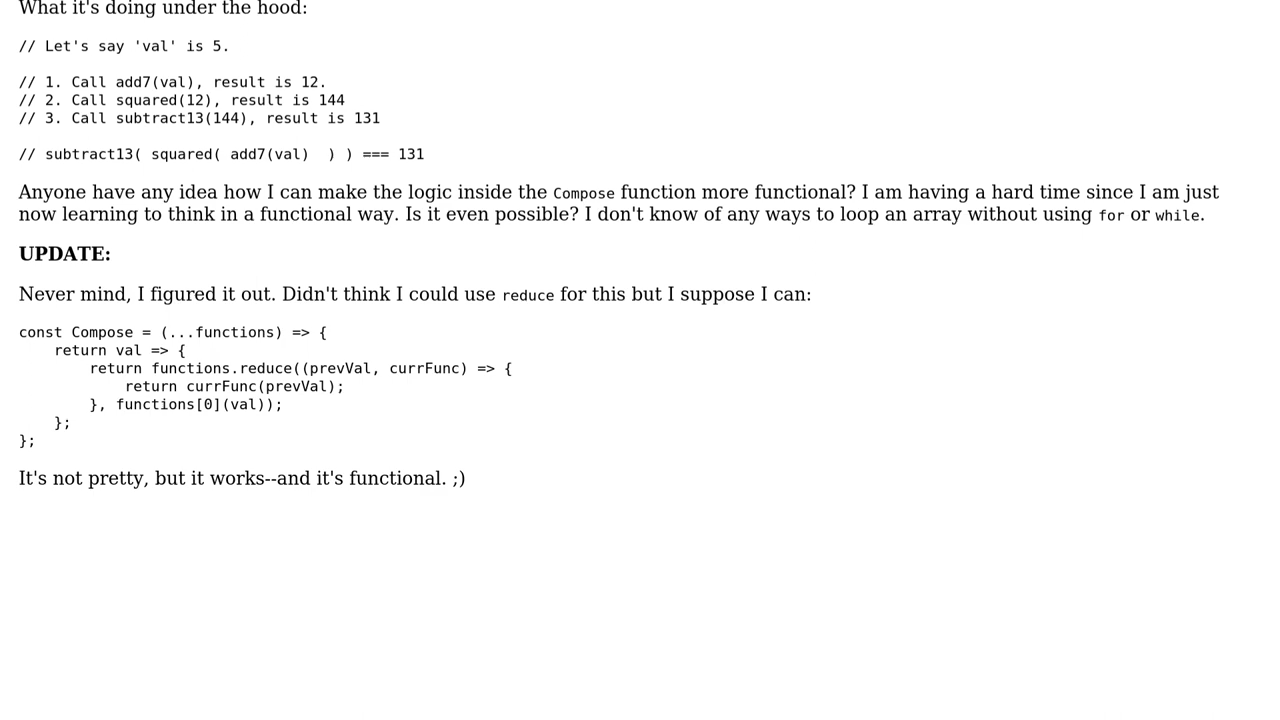 What it's doing under the hood:
// Let's say 'val' is 5.
// 1. Call add7(val), result is 12.
// 2. Call squared(12), result is 144
// 3. Call subtract13(144), result is 131
// subtract13( squared( add7(val)  ) ) === 131
Anyone have any idea how I can make the logic inside the Compose function more functional? I am having a hard time since I am just
now learning to think in a functional way. Is it even possible? I don't know of any ways to loop an array without using for or while.
UPDATE:
Never mind, I figured it out. Didn't think I could use reduce for this but I suppose I can:
const Compose = (...functions) => {
    return val => {
        return functions.reduce((prevVal, currFunc) => {
            return currFunc(prevVal);
        }, functions[0](val));
    };
};
It's not pretty, but it works--and it's functional. ;)